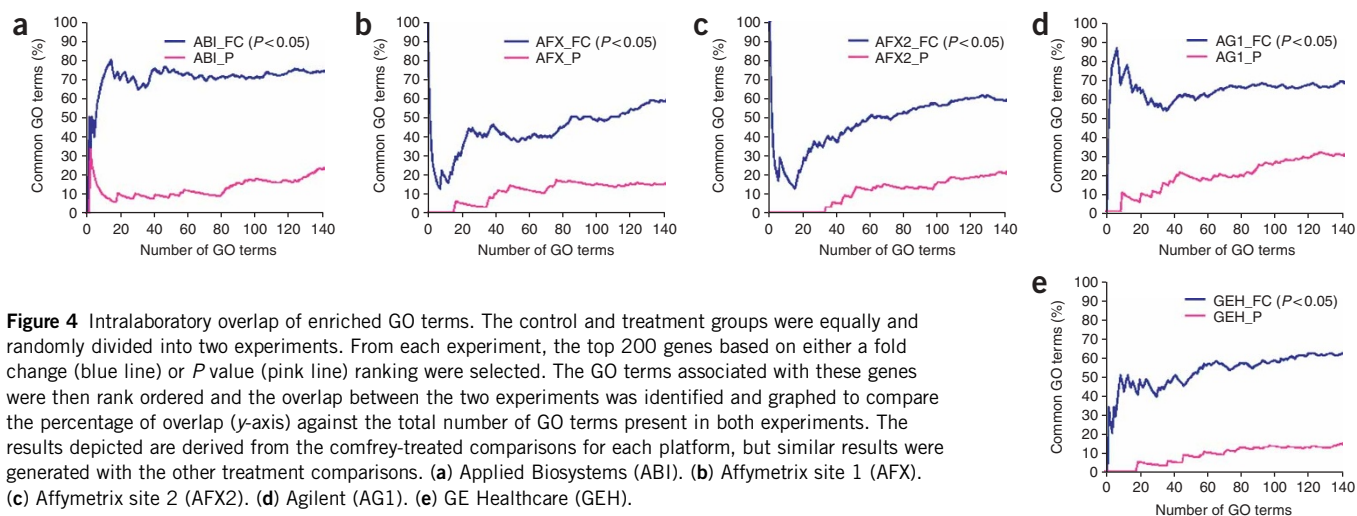 a
100
90
80
70
60
50
40
30
20
10
0
Common GO terms (%)
ABI_FC (P<0.05)
ABI_P
0 20 40 60 80 100 120 140
Number of GO terms
b
100
90
80
70
60
50
40
30
20
10
0
Common GO terms (%)
AFX_FC (P<0.05)
AFX_P
0 20 40 60 80 100 120 140
Number of GO terms
c
100
90
80
70
60
50
40
30
20
10
0
Common GO terms (%)
AFX2_FC (P<0.05)
AFX2_P
0 20 40 60 80 100 120 140
Number of GO terms
d
100
90
80
70
60
50
40
30
20
10
0
Common GO terms (%)
AG1_FC (P<0.05)
AG1_P
0 20 40 60 80 100 120 140
Number of GO terms
e
100
90
80
70
60
50
40
30
20
10
0
Common GO terms (%)
GEH_FC (P<0.05)
GEH_P
0 20 40 60 80 100 120 140
Number of GO terms
Figure 4 Intralaboratory overlap of enriched GO terms. The control and treatment groups were equally and
randomly divided into two experiments. From each experiment, the top 200 genes based on either a fold
change (blue line) or P value (pink line) ranking were selected. The GO terms associated with these genes
were then rank ordered and the overlap between the two experiments was identified and graphed to compare
the percentage of overlap (y-axis) against the total number of GO terms present in both experiments. The
results depicted are derived from the comfrey-treated comparisons for each platform, but similar results were
generated with the other treatment comparisons. (a) Applied Biosystems (ABI). (b) Affymetrix site 1 (AFX).
(c) Affymetrix site 2 (AFX2). (d) Agilent (AG1). (e) GE Healthcare (GEH).